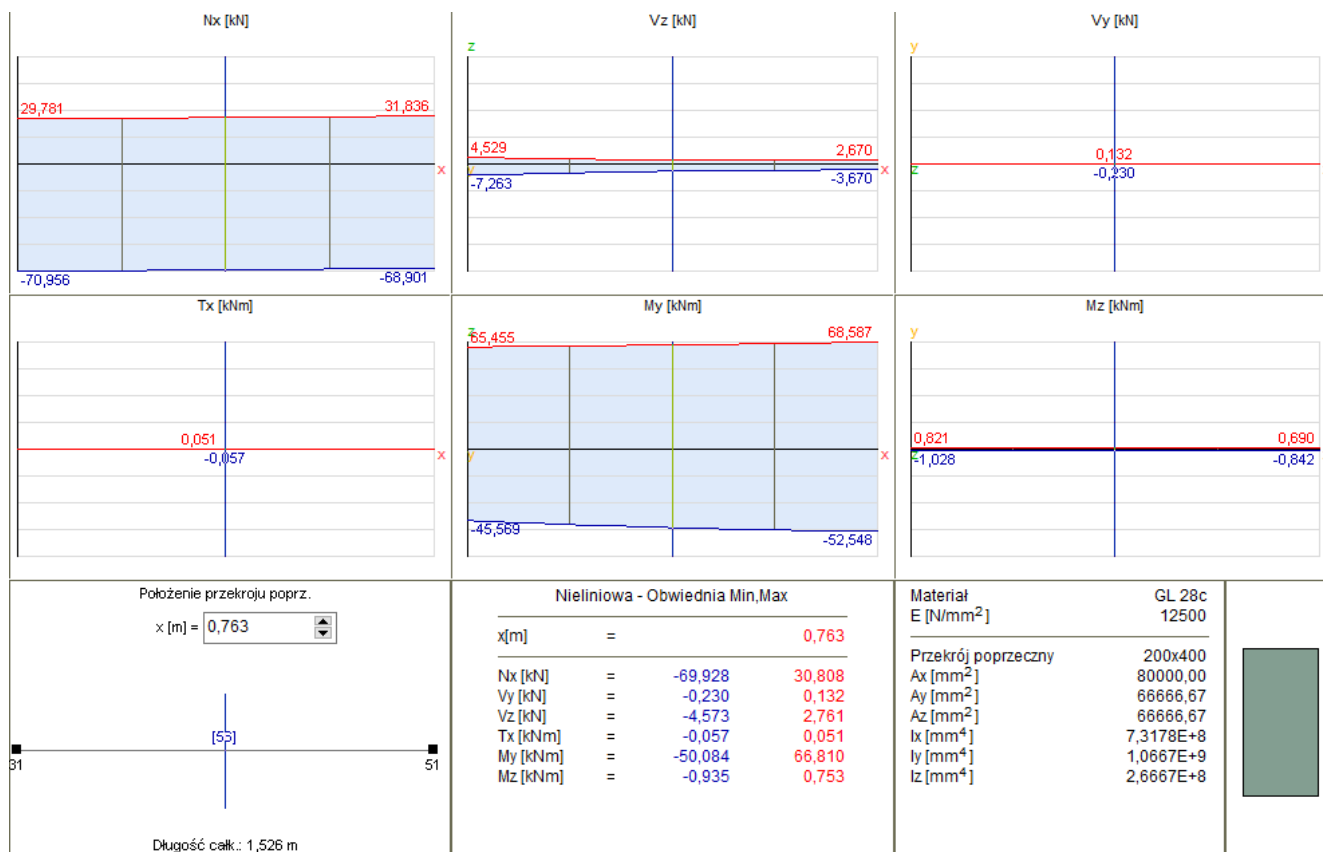 Nx [kN]
29,781
31,836
x
-70,956
-68,901
Vz [kN]
z
4,529
2,670
y
x
-7,263
-3,670
Vy [kN]
y
0,132
z
-0,230
Tx [kNm]
0,051
x
-0,057
My [kNm]
z
65,455
68,587
y
x
-45,569
-52,548
Mz [kNm]
y
0,821
0,690
z
-1,028
-0,842
Położenie przekroju poprz.
x [m] = 0,763
31
51
Długość całk.: 1,526 m
Nieliniowa - Obwiednia Min,Max
x[m] = 0,763
Nx [kN] = -69,928 30,808
Vy [kN] = -0,230 0,132
Vz [kN] = -4,573 2,761
Tx [kNm] = -0,057 0,051
My [kNm] = -50,084 66,810
Mz [kNm] = -0,935 0,753
Materiał GL 28c
E [N/mm²] 12500
Przekrój poprzeczny 200x400
Ax [mm²] 80000,00
Ay [mm²] 66666,67
Az [mm²] 66666,67
Ix [mm⁴] 7,3178E+8
Iy [mm⁴] 1,0667E+9
Iz [mm⁴] 2,6667E+8